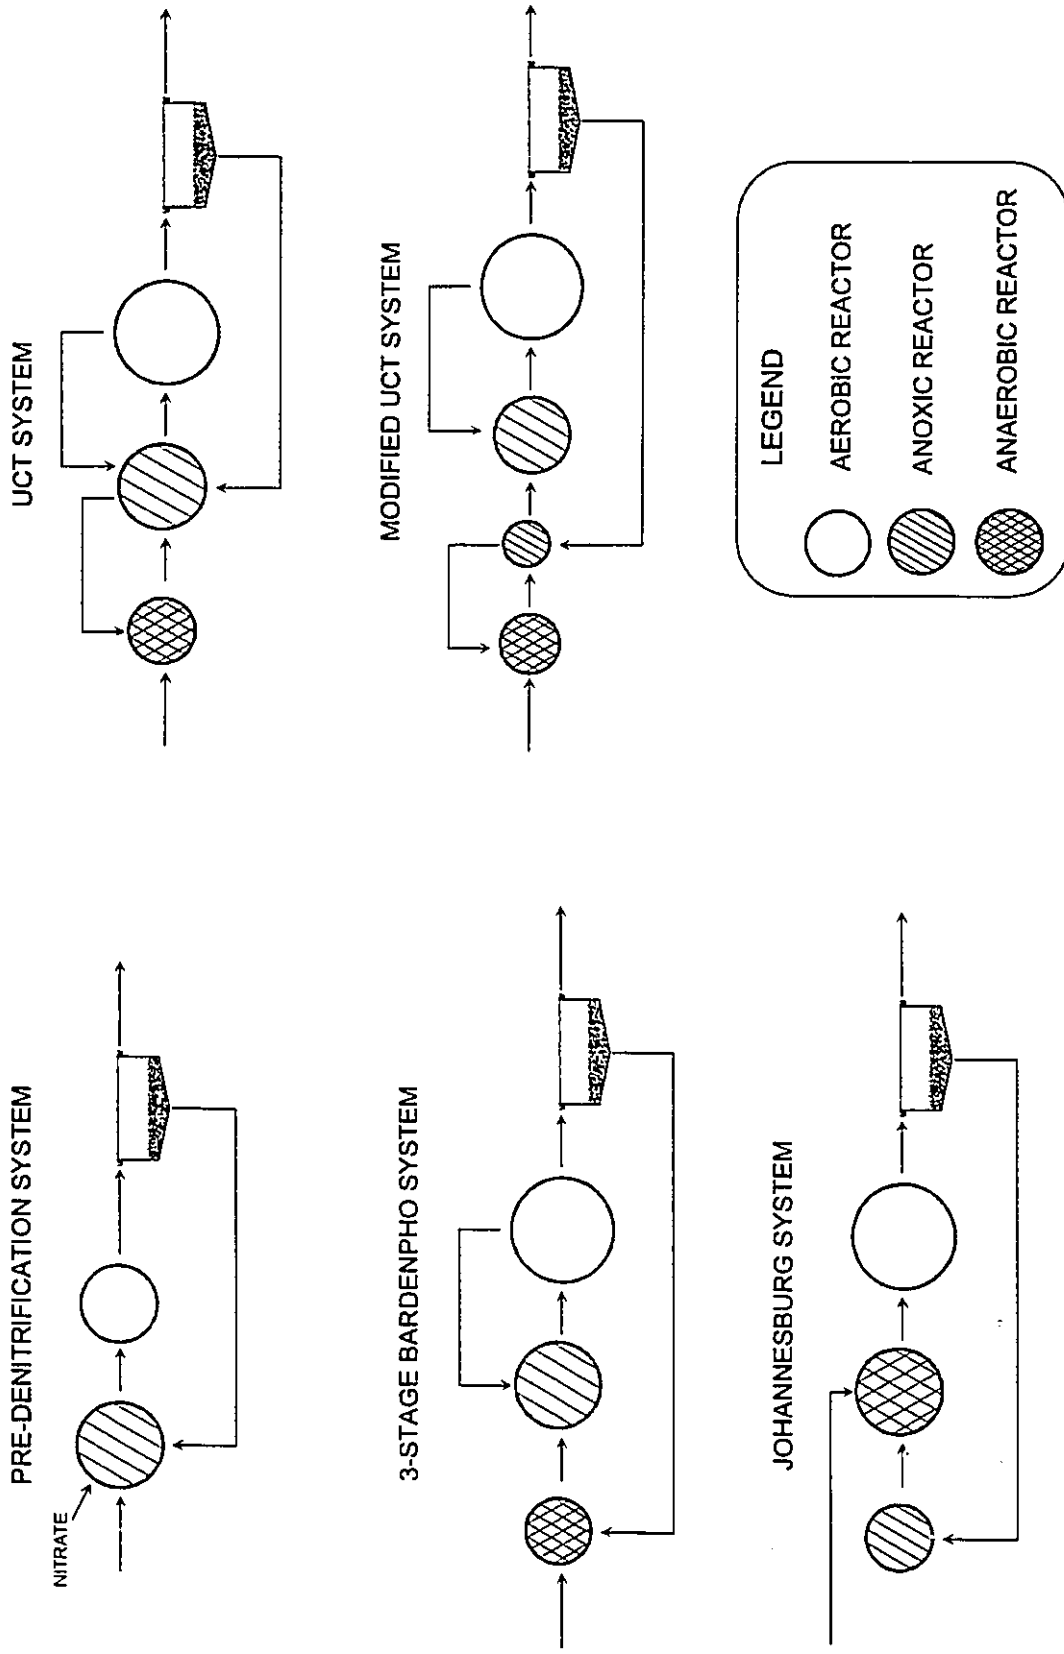 PRE-DENITRIFICATION SYSTEM
NITRATE
UCT SYSTEM
3-STAGE BARDENPHO SYSTEM
MODIFIED UCT SYSTEM
JOHANNESBURG SYSTEM
LEGEND
AEROBIC REACTOR
ANOXIC REACTOR
ANAEROBIC REACTOR